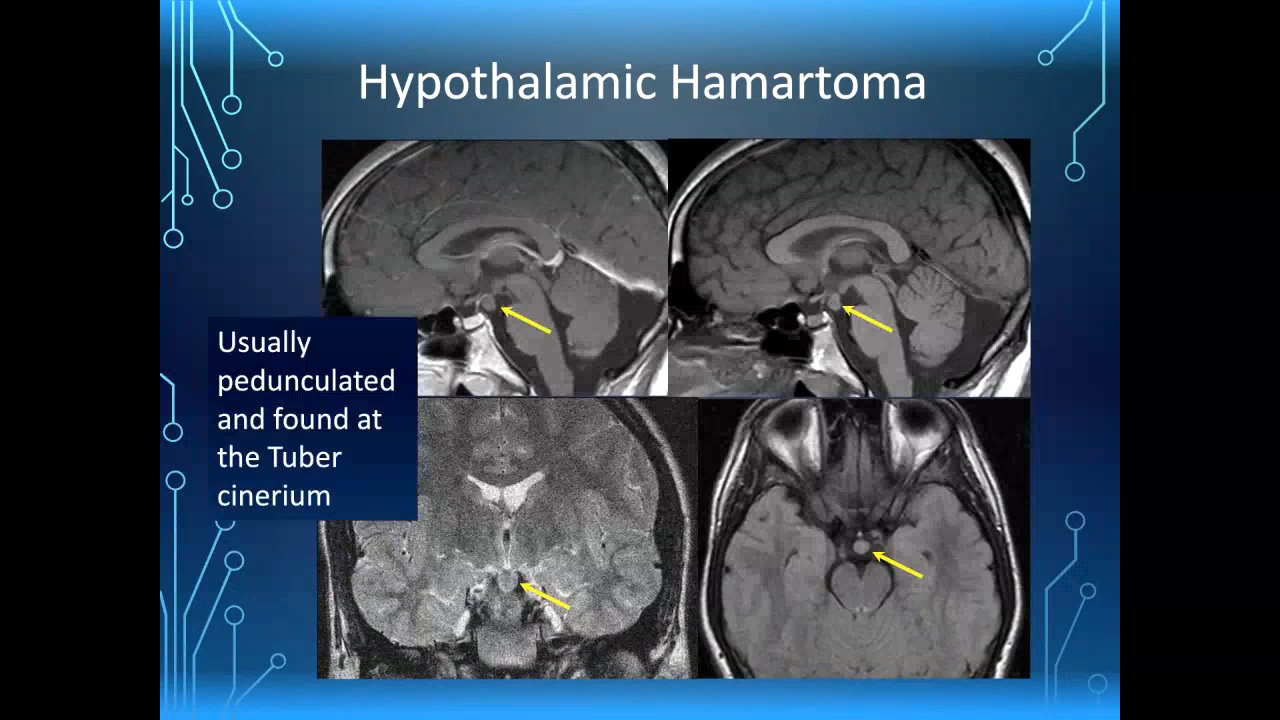 Hypothalamic Hamartoma
Usually
pedunculated
and found at
the Tuber
cinerium